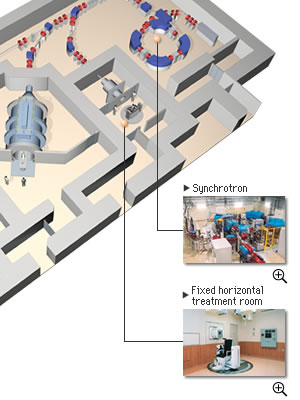 Synchrotron
Fixed horizontal
treatment room